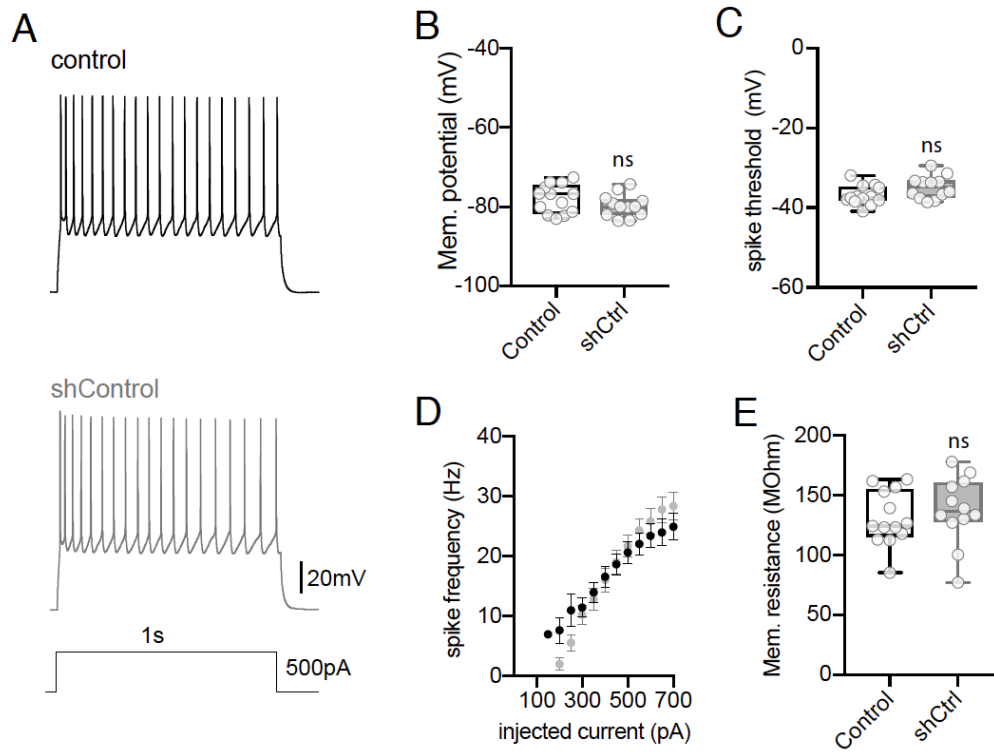 A
control
shControl
20mV
1s
500pA
B
Mem. potential (mV)
-40
-60
-80
-100
ns
Control
shCtrl
C
spike threshold (mV)
0
-20
-40
-60
ns
Control
shCtrl
D
spike frequency (Hz)
40
30
20
10
0
100 300 500 700
injected current (pA)
E
Mem. resistance (MOhm)
200
150
100
50
0
ns
Control
shCtrl